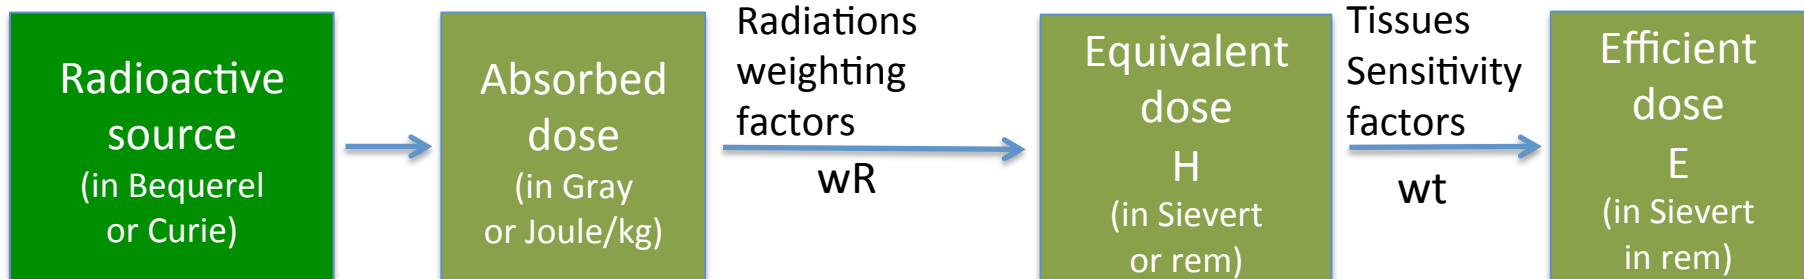 Radioactive
source
(in Bequerel
or Curie)
Absorbed
dose
(in Gray
or Joule/kg)
Radiations
weighting
factors
wR
Equivalent
dose
H
(in Sievert
or rem)
Tissues
Sensitivity
factors
wt
Efficient
dose
E
(in Sievert
in rem)